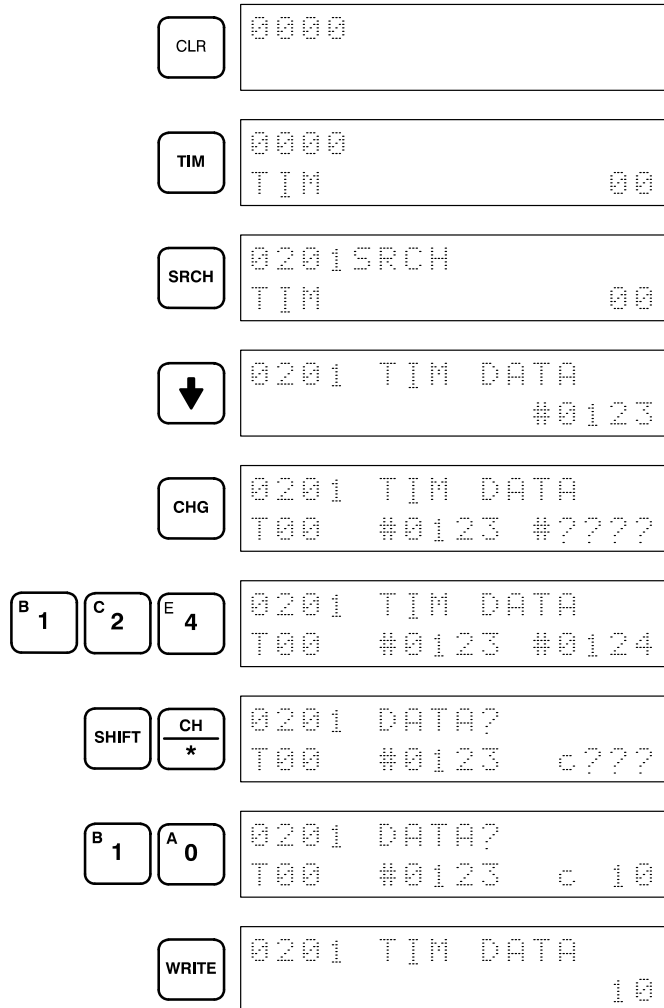 CLR
0000
TIM
0000
TIM 00
SRCH
0201SRCH
TIM 00
0201 TIM DATA
#0123
CHG
0201 TIM DATA
T00 #0123 #????
B 1 C 2 E 4
0201 TIM DATA
T00 #0123 #0124
SHIFT CH *
0201 DATA?
T00 #0123 c???
B 1 A 0
0201 DATA?
T00 #0123 c 10
WRITE
0201 TIM DATA
10